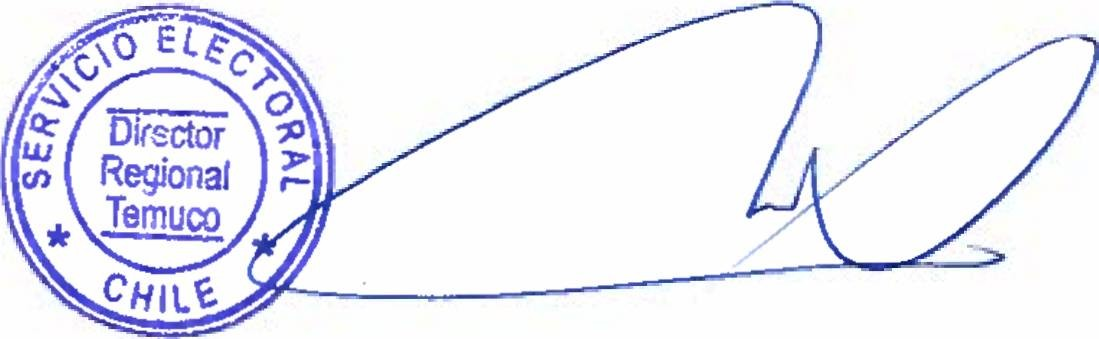 SERVICIO ELECTORAL
Director
Regional
Temuco
* CHILE *